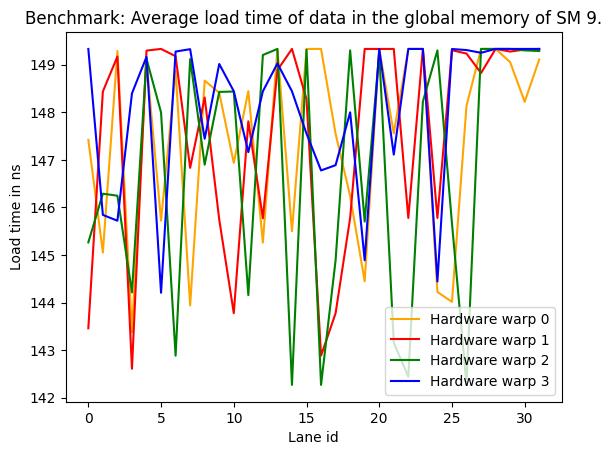 Benchmark: Average load time of data in the global memory of SM 9.
Load time in ns
149
148
147
146
145
144
143
142
Hardware warp 0
Hardware warp 1
Hardware warp 2
Hardware warp 3
0
5
10
15
20
25
30
Lane id